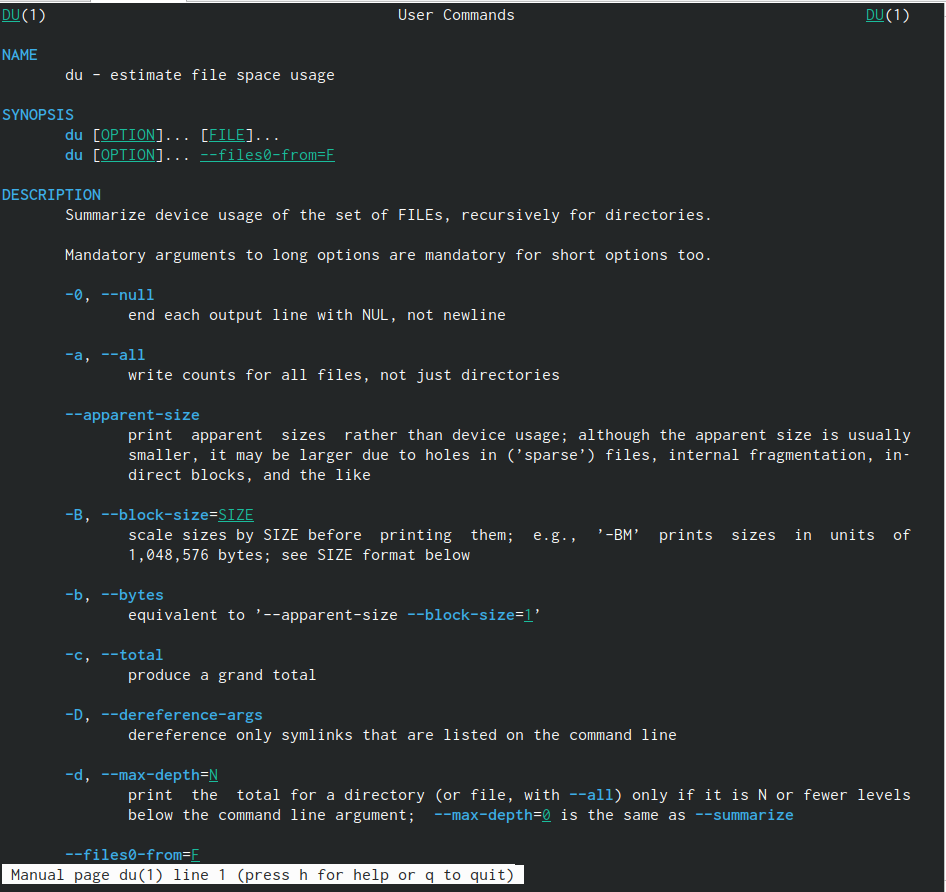 DU(1)                                       User Commands                                       DU(1)

NAME
       du - estimate file space usage

SYNOPSIS
       du [OPTION]... [FILE]...
       du [OPTION]... --files0-from=F

DESCRIPTION
       Summarize device usage of the set of FILEs, recursively for directories.

       Mandatory arguments to long options are mandatory for short options too.

       -0, --null
              end each output line with NUL, not newline

       -a, --all
              write counts for all files, not just directories

       --apparent-size
              print  apparent  sizes  rather than device usage; although the apparent size is usually
              smaller, it may be larger due to holes in (’sparse’) files, internal fragmentation, in‐
              direct blocks, and the like

       -B, --block-size=SIZE
              scale sizes by SIZE before  printing  them;  e.g.,  ’-BM’  prints  sizes  in  units  of
              1,048,576 bytes; see SIZE format below

       -b, --bytes
              equivalent to ’--apparent-size --block-size=1’

       -c, --total
              produce a grand total

       -D, --dereference-args
              dereference only symlinks that are listed on the command line

       -d, --max-depth=N
              print  the  total for a directory (or file, with --all) only if it is N or fewer levels
              below the command line argument;  --max-depth=0 is the same as --summarize

       --files0-from=F
 Manual page du(1) line 1 (press h for help or q to quit)